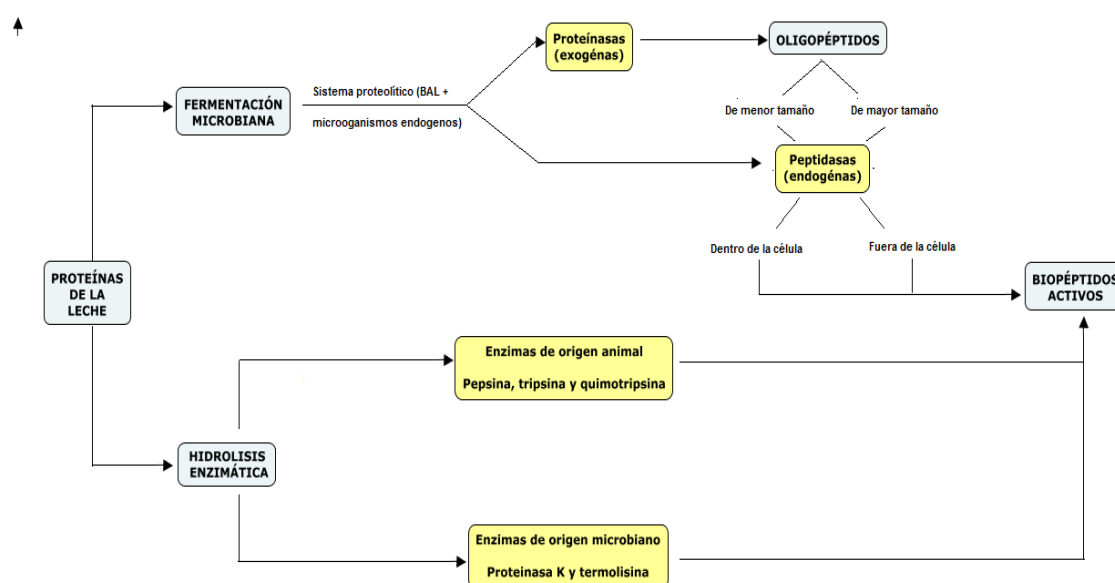 Proteínasas
(exogénas)
OLIGOPÉPTIDOS
FERMENTACIÓN
MICROBIANA
Sistema proteolítico (BAL +
microoganismos endogenos)
De menor tamaño
De mayor tamaño
Peptidasas
(endogénas)
Dentro de la célula
Fuera de la célula
PROTEÍNAS
DE LA
LECHE
BIOPÉPTIDOS
ACTIVOS
Enzimas de origen animal
Pepsina, tripsina y quimotripsina
HIDROLISIS
ENZIMÁTICA
Enzimas de origen microbiano
Proteinasa K y termolisina